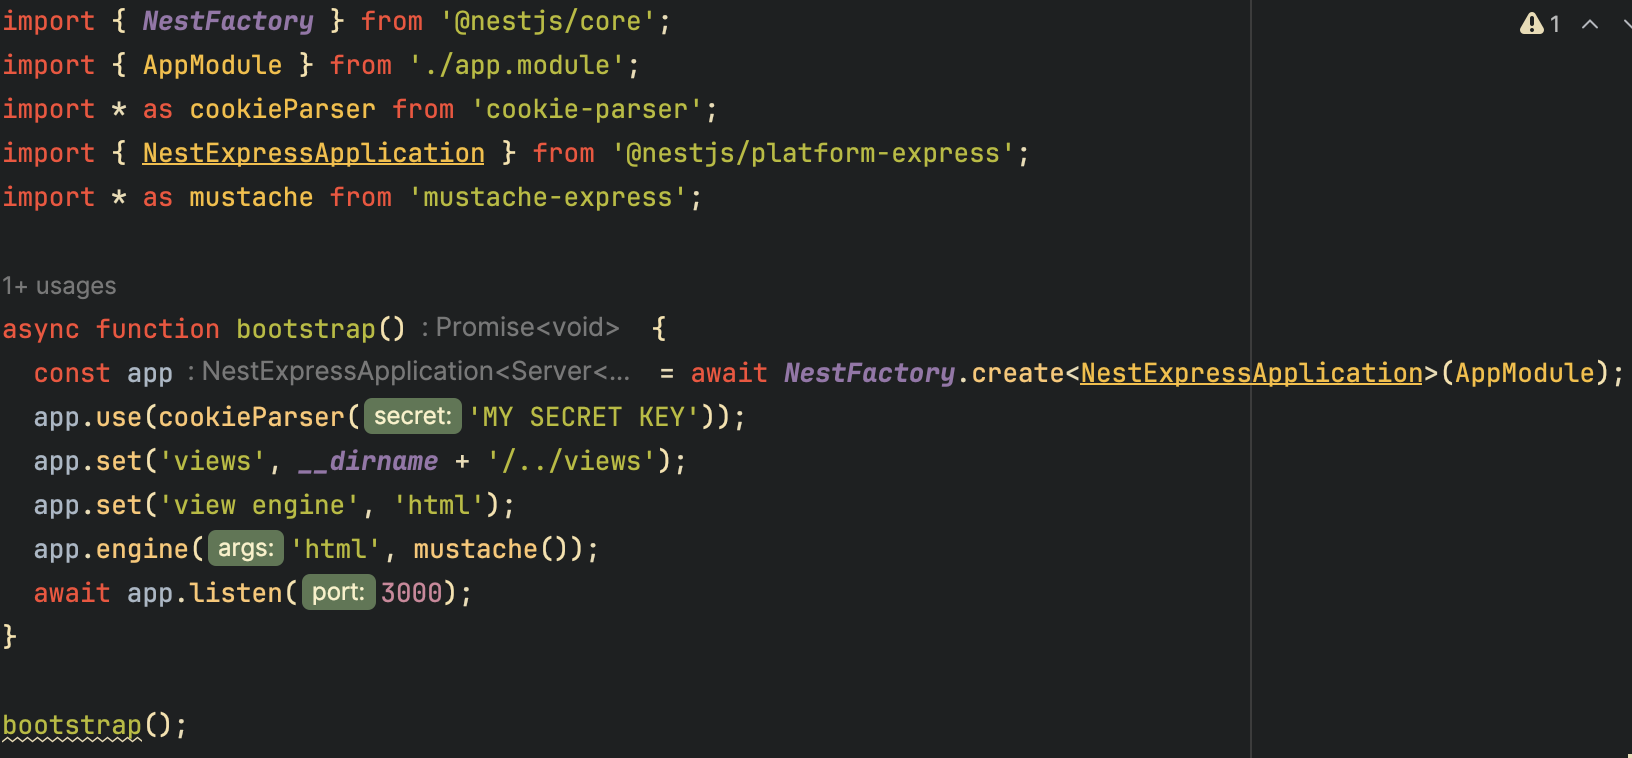 import { NestFactory } from '@nestjs/core';
1
import { AppModule } from './app.module';
import * as cookieParser from 'cookie-parser';
import { NestExpressApplication } from '@nestjs/platform-express';
import * as mustache from 'mustache-express';
1+ usages
async function bootstrap() : Promise<void> {
const app : NestExpressApplication<Server<... = await NestFactory.create<NestExpressApplication>(AppModule);
app.use(cookieParser( secret: 'MY SECRET KEY'));
app.set('views', __dirname + '/../views');
app.set('view engine', 'html');
app.engine( args: 'html', mustache());
await app.listen( port: 3000);
}
bootstrap();